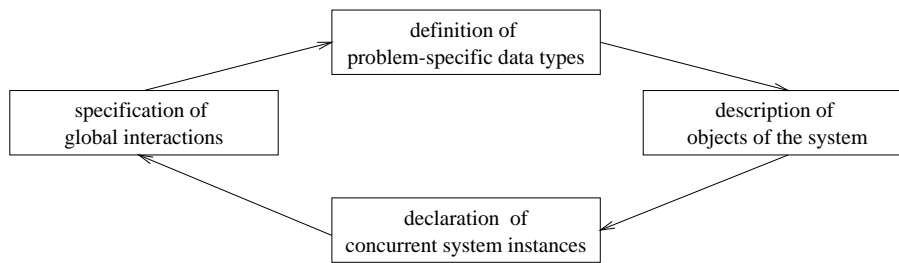 definition of
problem-specific data types
specification of
global interactions
description of
objects of the system
declaration of
concurrent system instances